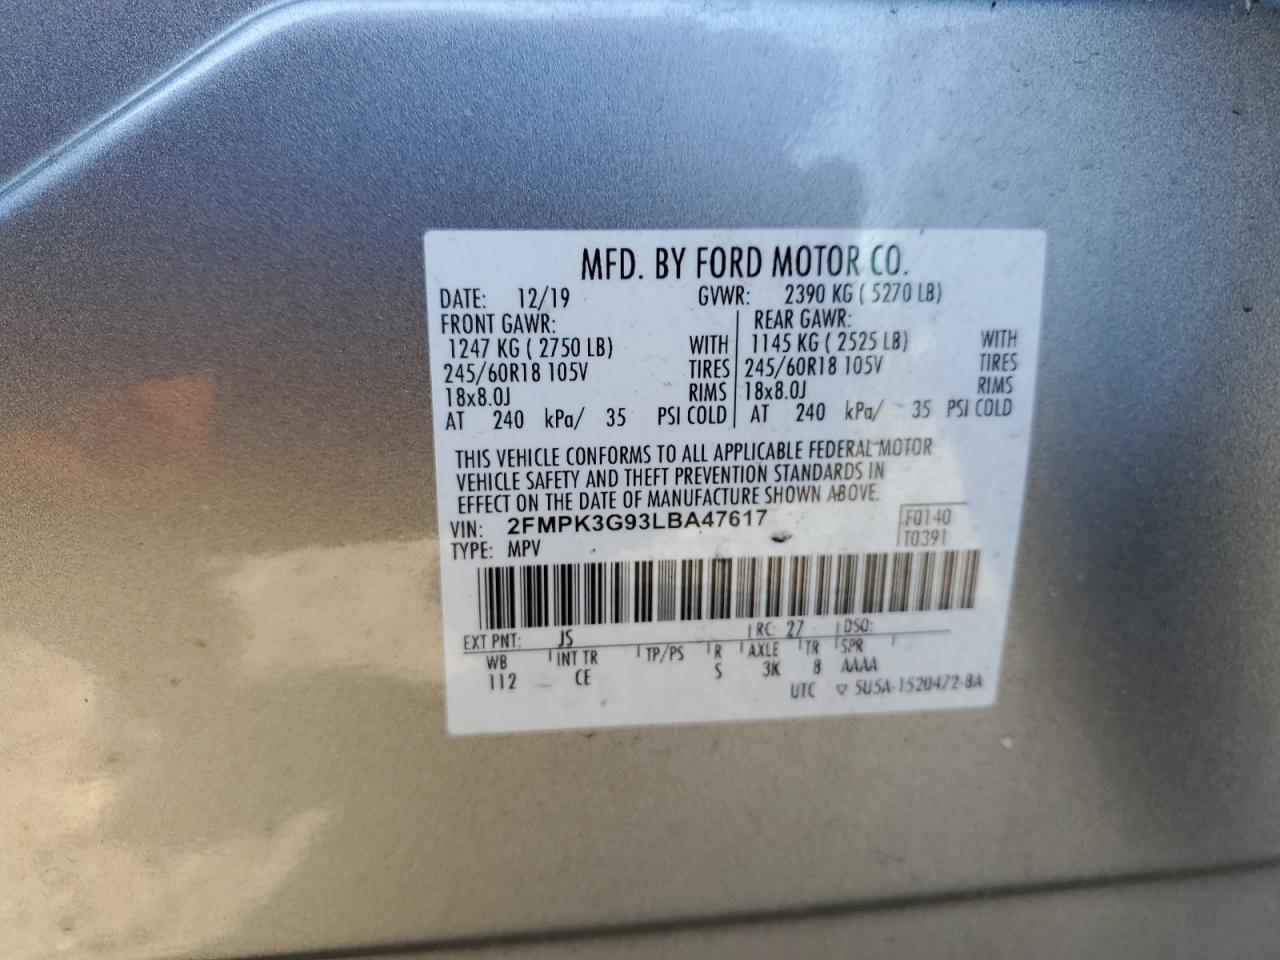 MFD. BY FORD MOTOR CO.
DATE: 12/19 GVWR: 2390 KG ( 5270 LB)
FRONT GAWR: REAR GAWR:
1247 KG ( 2750 LB) WITH 1145 KG ( 2525 LB) WITH
245/60R18 105V TIRES 245/60R18 105V TIRES
18x8.0J RIMS 18x8.0J RIMS
AT 240 kPa/ 35 PSI COLD AT 240 kPa/ 35 PSI COLD
THIS VEHICLE CONFORMS TO ALL APPLICABLE FEDERAL MOTOR
VEHICLE SAFETY AND THEFT PREVENTION STANDARDS IN
EFFECT ON THE DATE OF MANUFACTURE SHOWN ABOVE.
VIN: 2FMPK3G93LBA47617 F0140
TYPE: MPV T0391
EXT PNT: JS RC: 27 DSO:
WB INT TR TP/PS R AXLE TR SPR
112 CE S 3K 8 AAAA
UTC ▽ 5U5A-1520472-BA